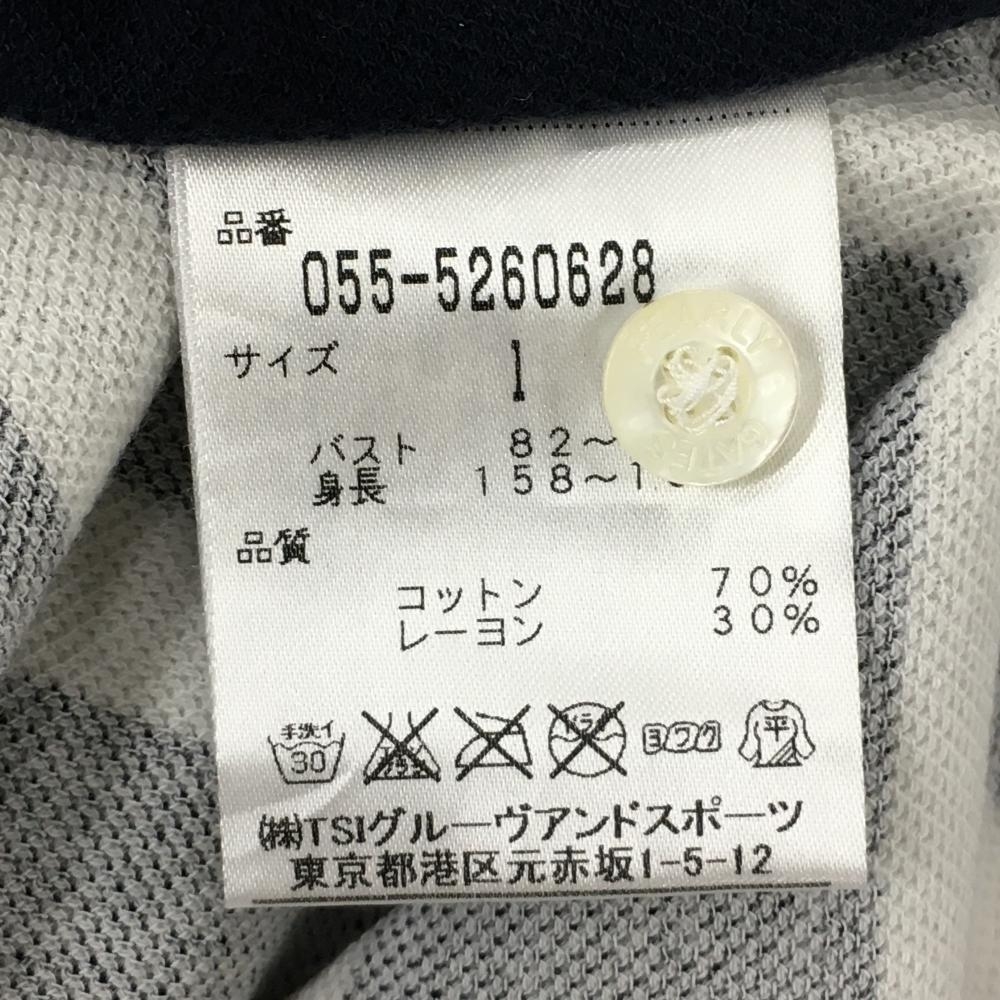 品番
055-5260628
サイズ 1
バスト 82～
身長 158～1
品質
コットン 70%
レーヨン 30%
手洗イ
30
ヨワク
平
㈱TSIグルーヴアンドスポーツ
東京都港区元赤坂1-5-12